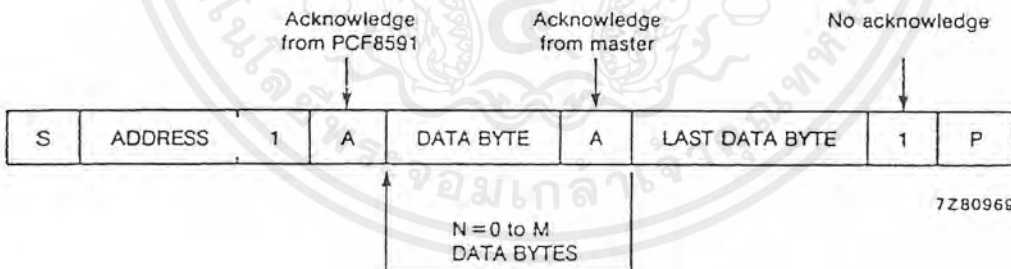 Acknowledge
from PCF8591
Acknowledge
from master
No acknowledge
S ADDRESS 1 A DATA BYTE A LAST DATA BYTE 1 P
7Z80969
N = 0 to M
DATA BYTES